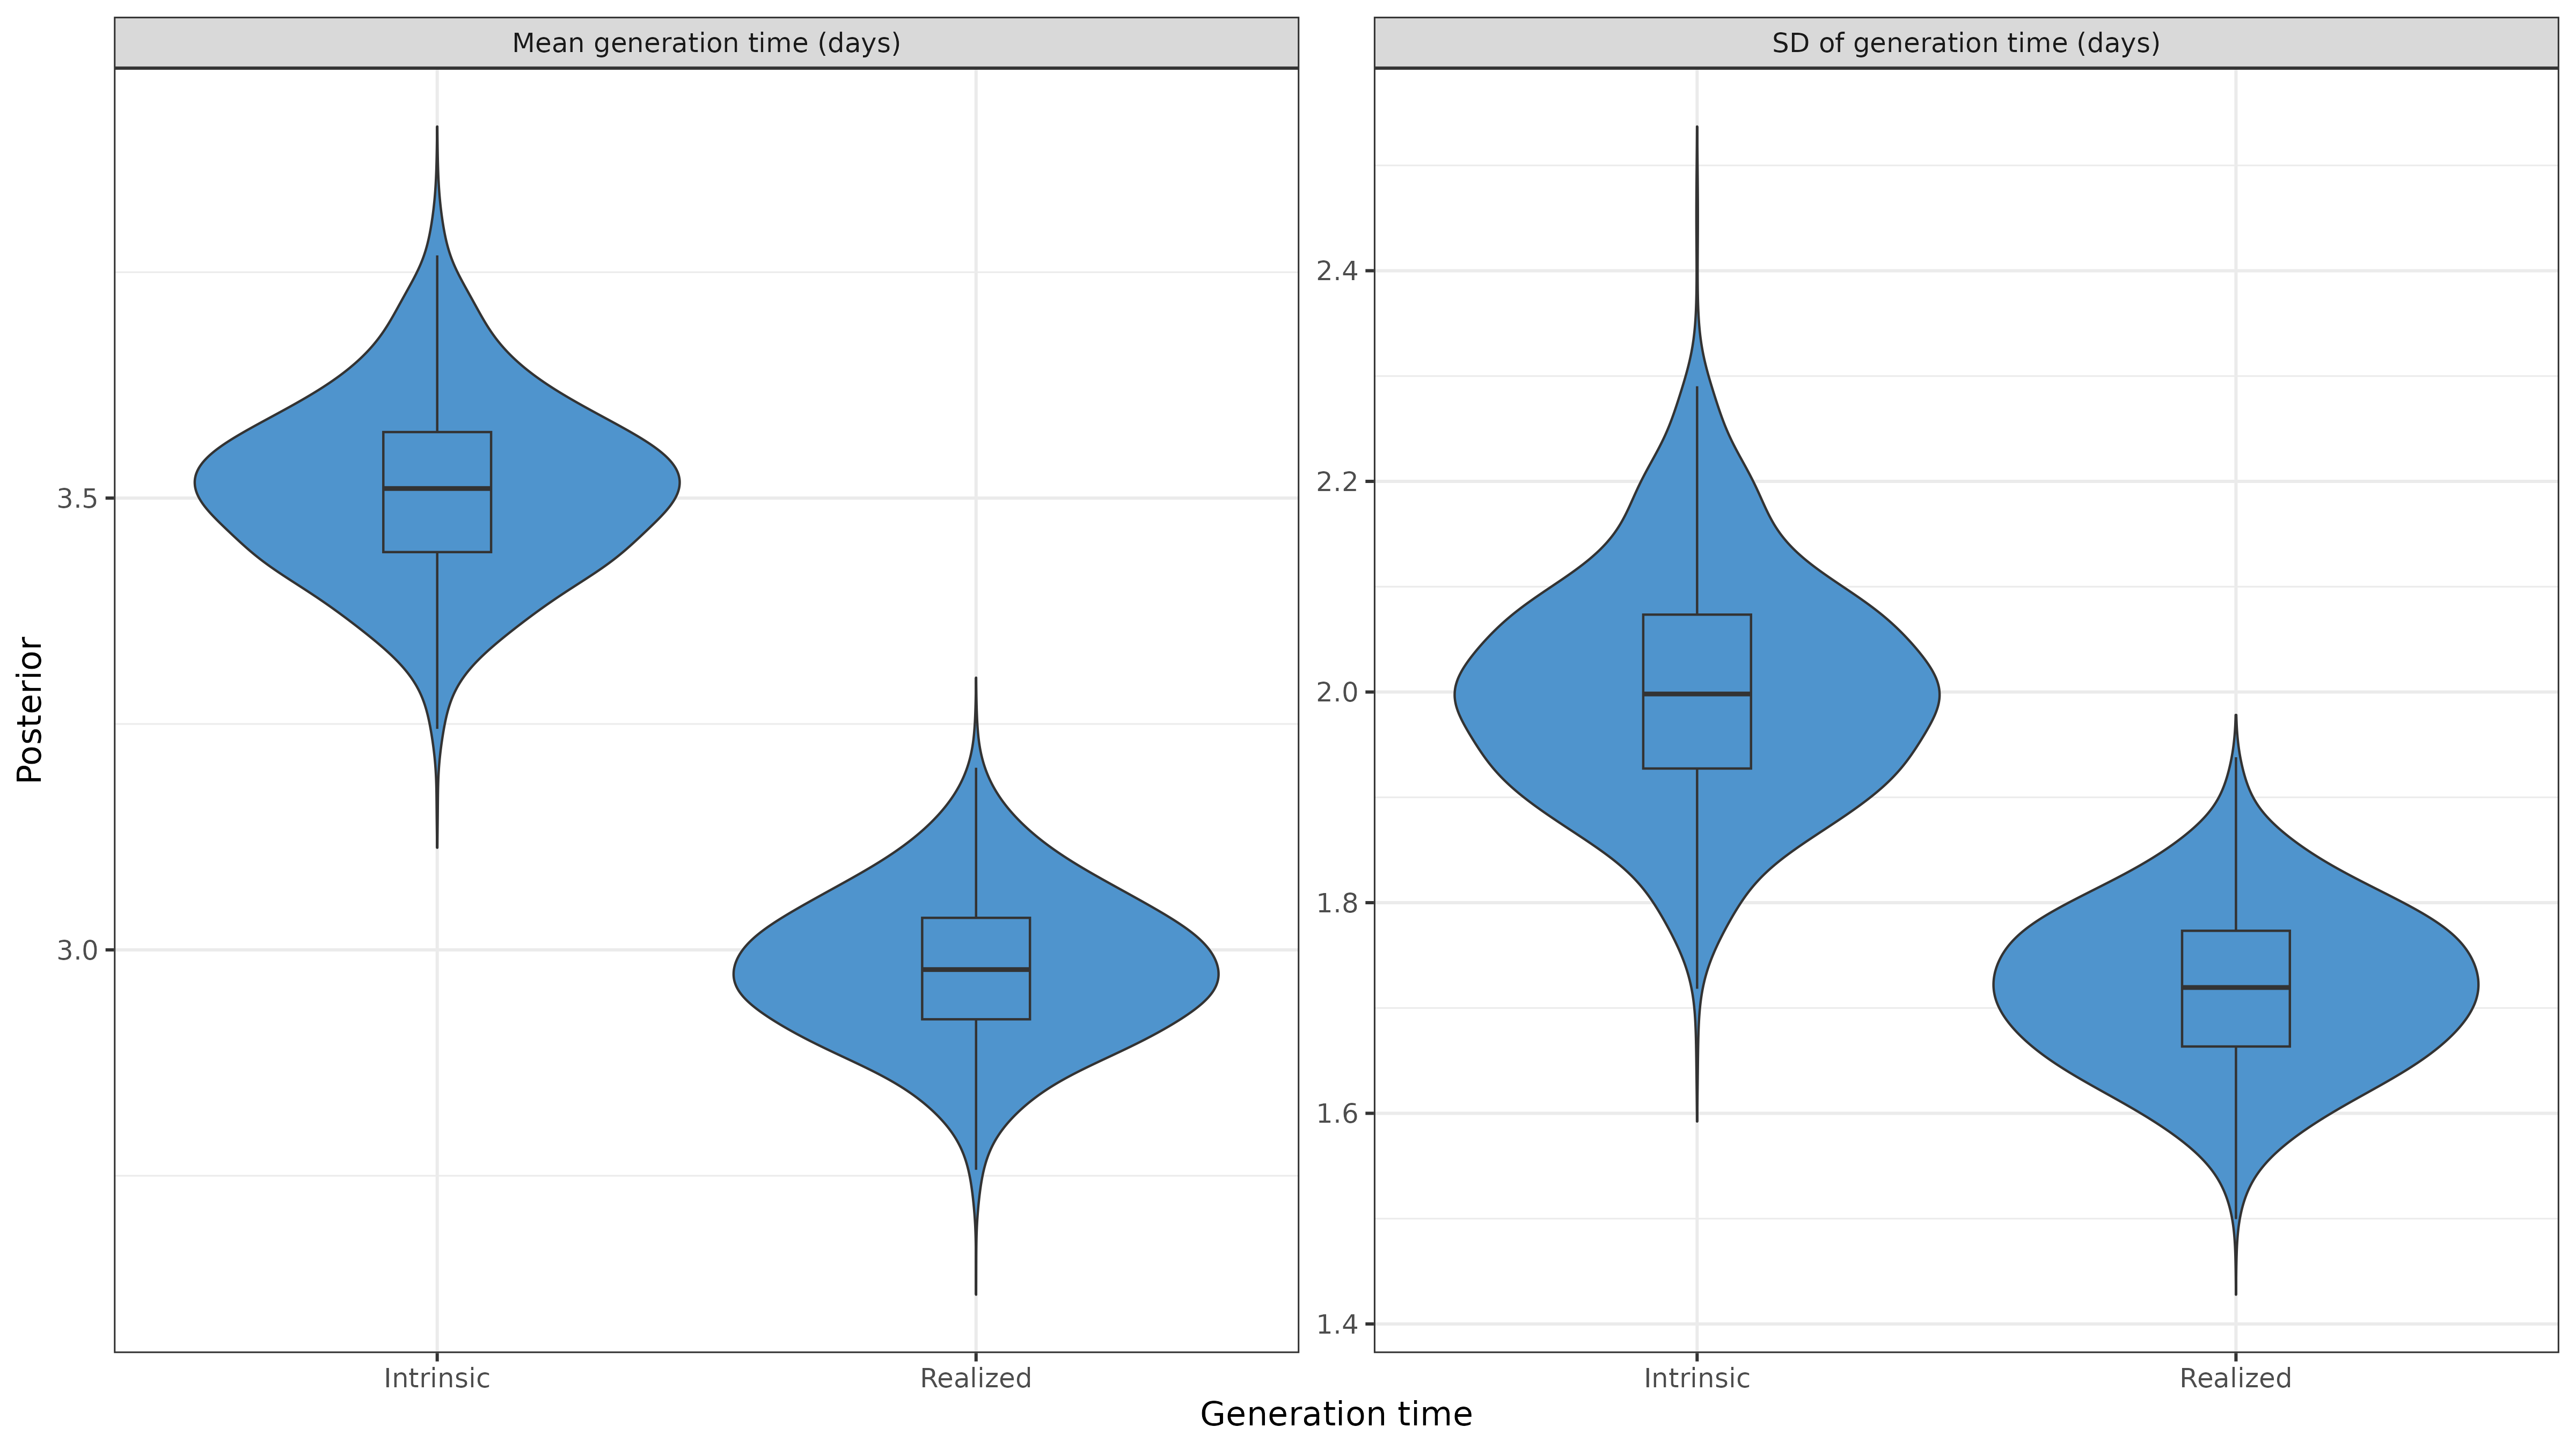 Mean generation time (days)
SD of generation time (days)
Posterior
3.5
3.0
2.4
2.2
2.0
1.8
1.6
1.4
Intrinsic
Realized
Intrinsic
Realized
Generation time